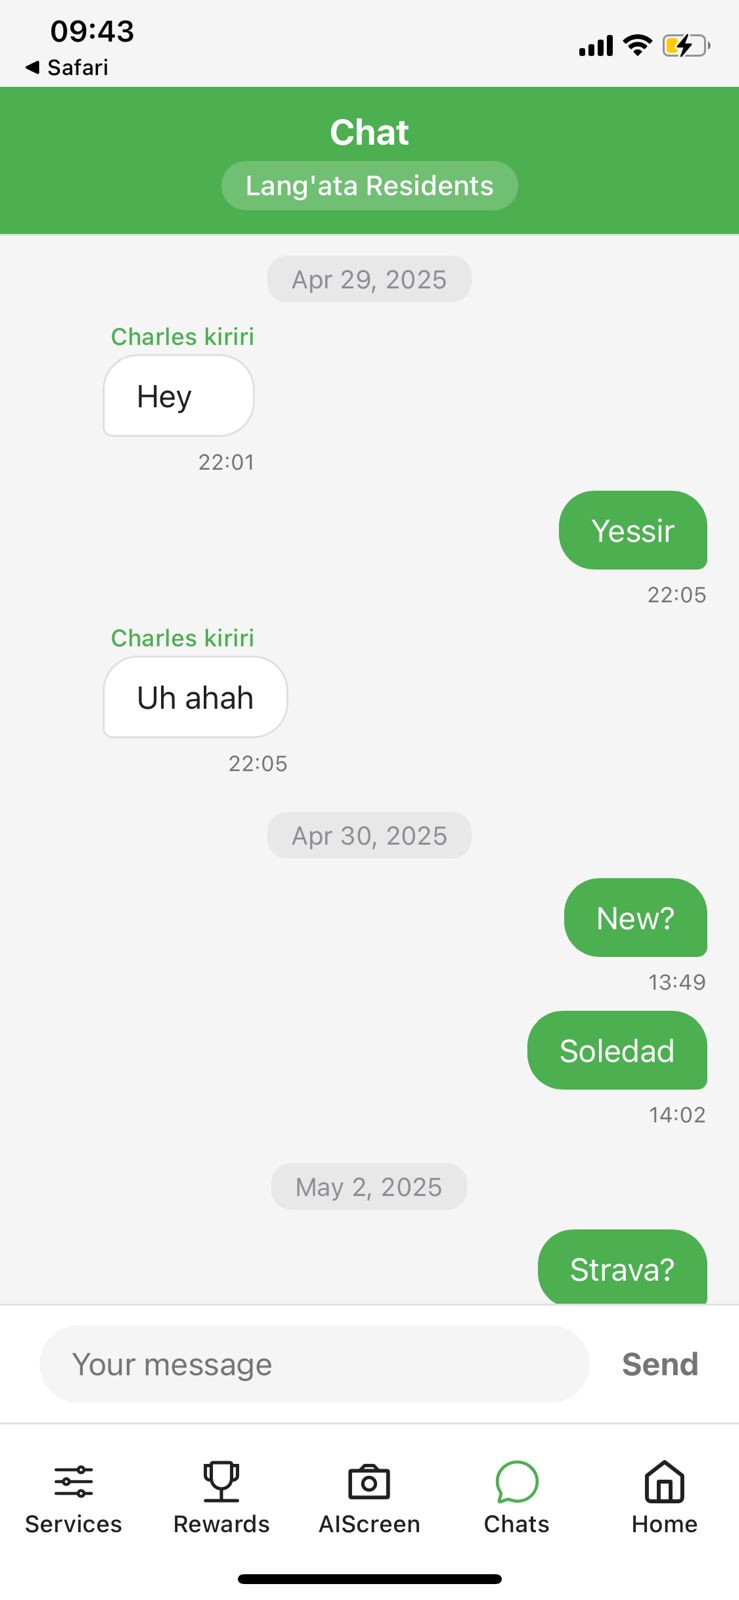 09:43
◀ Safari
Chat
Lang'ata Residents
Apr 29, 2025
Charles kiriri
Hey
22:01
Yessir
22:05
Charles kiriri
Uh ahah
22:05
Apr 30, 2025
New?
13:49
Soledad
14:02
May 2, 2025
Strava?
Your message
Send
Services
Rewards
AIScreen
Chats
Home